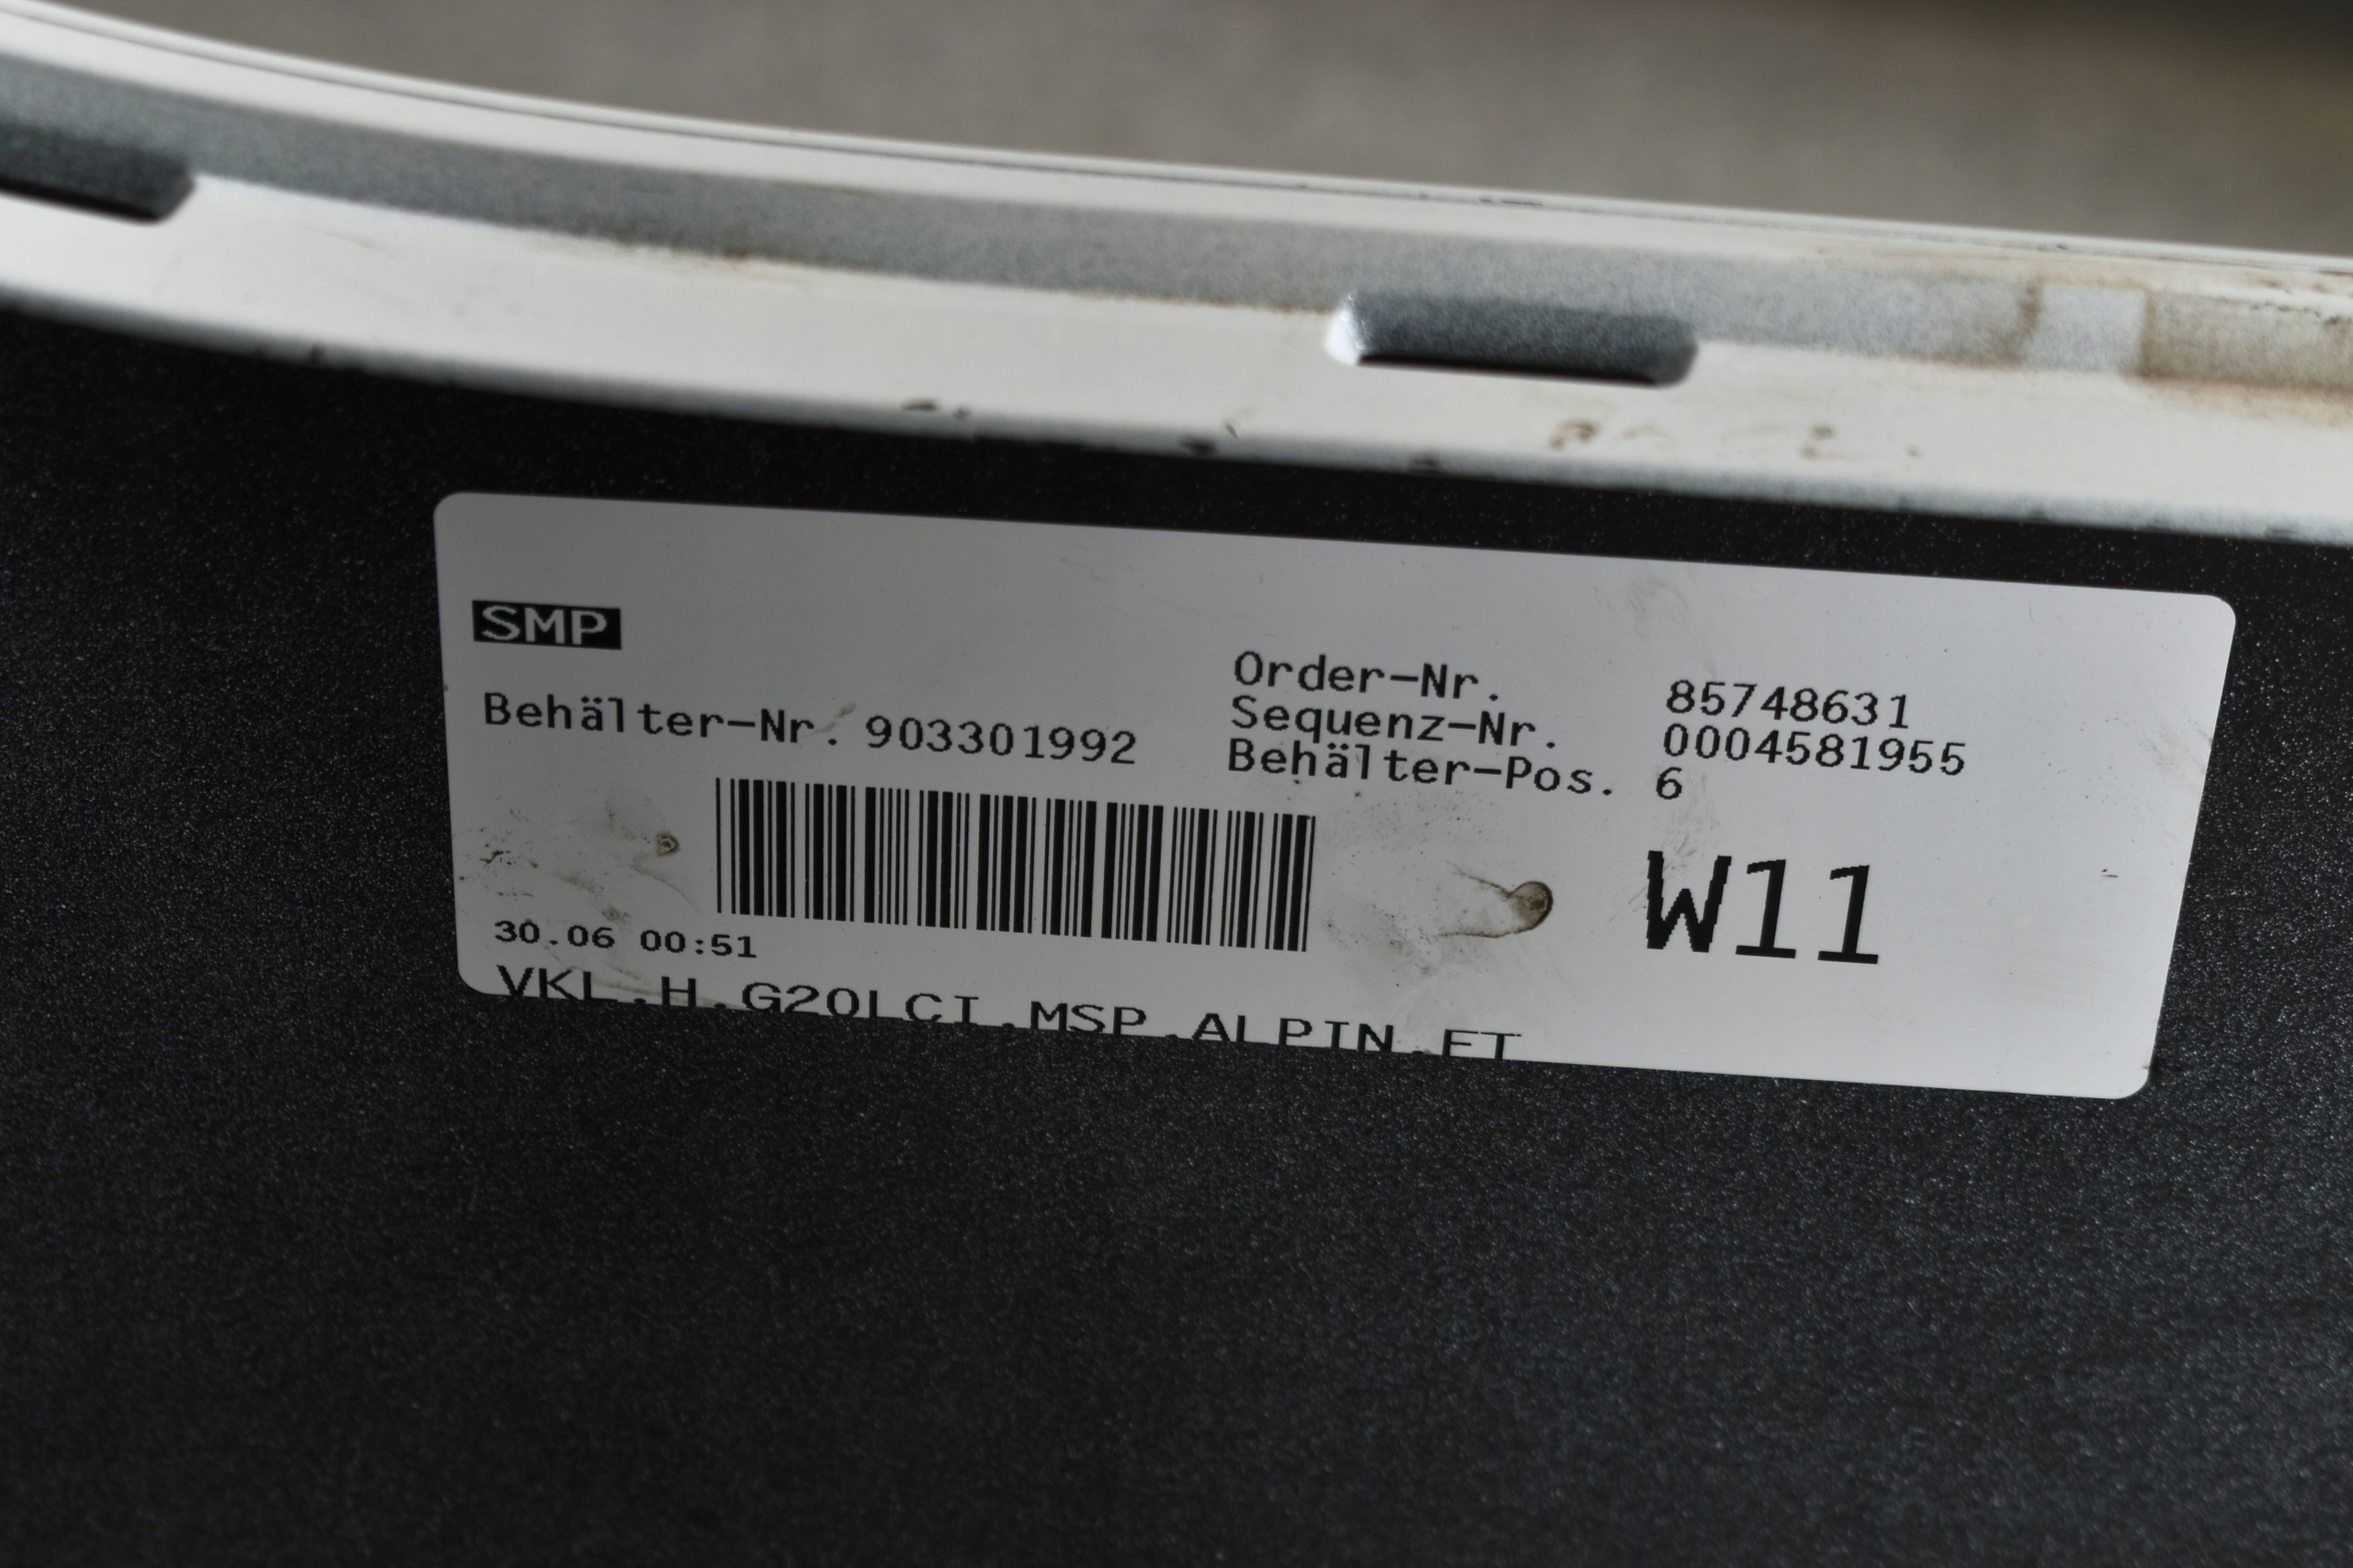 SMP
Behälter-Nr. 903301992
Order-Nr. 85748631
Sequenz-Nr. 0004581955
Behälter-Pos. 6
W11
30.06 00:51
VKL.H.G20LCI.MSP.ALPIN.